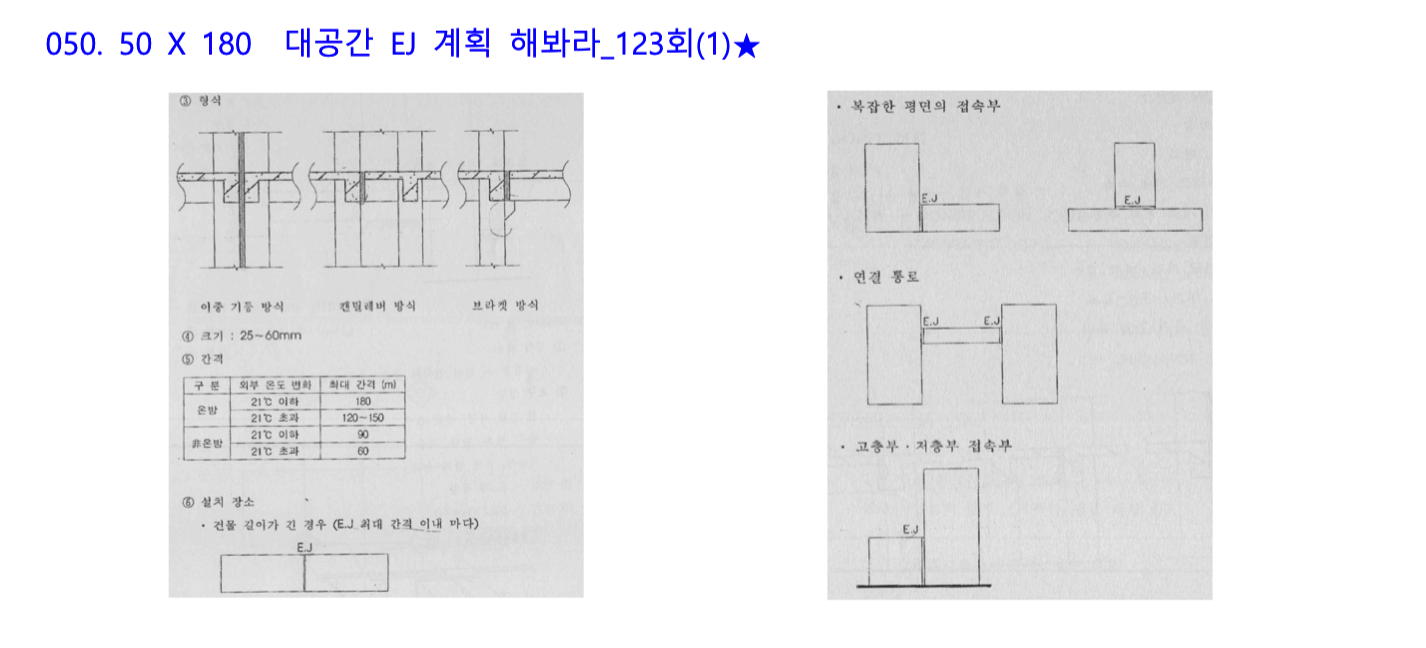 050. 50 X 180 대공간 EJ 계획 해봐라_123회(1)★
③ 형식
이중 기둥 방식 캔틸레버 방식 브라켓 방식
④ 크기 : 25~60mm
⑤ 간격
구 분 외부 온도 변화 최대 간격 (m)
온방 21℃ 이하 180
21℃ 초과 120~150
非온방 21℃ 이하 90
21℃ 초과 60
⑥ 설치 장소
· 건물 길이가 긴 경우 (E.J 최대 간격 이내 마다)
E.J
· 복잡한 평면의 접속부
E.J E.J
· 연결 통로
E.J E.J
· 고층부 · 저층부 접속부
E.J